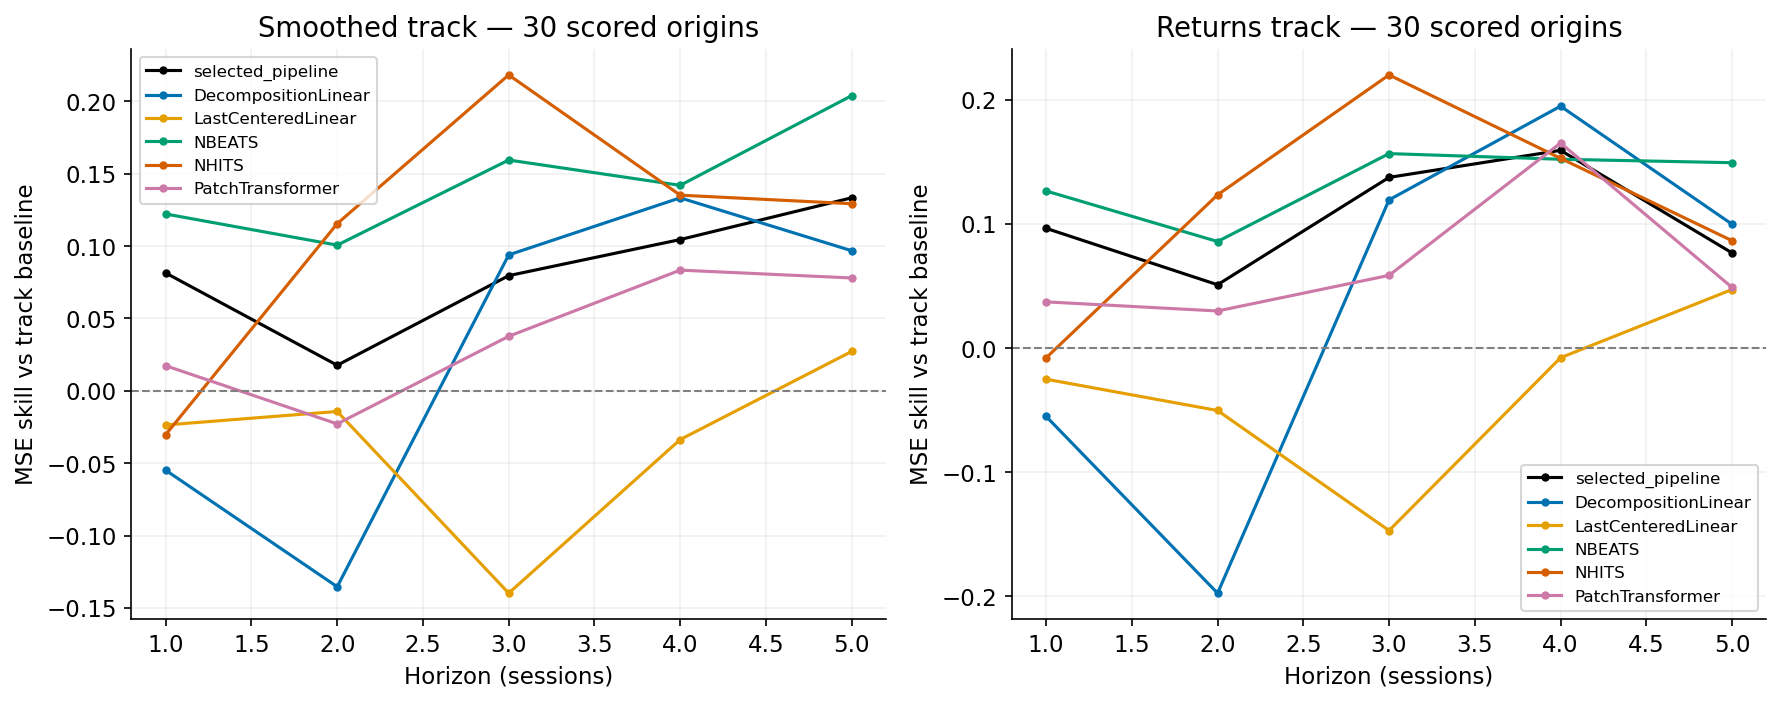 Smoothed track — 30 scored origins
MSE skill vs track baseline
0.20
0.15
0.10
0.05
0.00
−0.05
−0.10
−0.15
selected_pipeline
DecompositionLinear
LastCenteredLinear
NBEATS
NHITS
PatchTransformer
1.0 1.5 2.0 2.5 3.0 3.5 4.0 4.5 5.0
Horizon (sessions)
Returns track — 30 scored origins
MSE skill vs track baseline
0.2
0.1
0.0
−0.1
−0.2
selected_pipeline
DecompositionLinear
LastCenteredLinear
NBEATS
NHITS
PatchTransformer
1.0 1.5 2.0 2.5 3.0 3.5 4.0 4.5 5.0
Horizon (sessions)